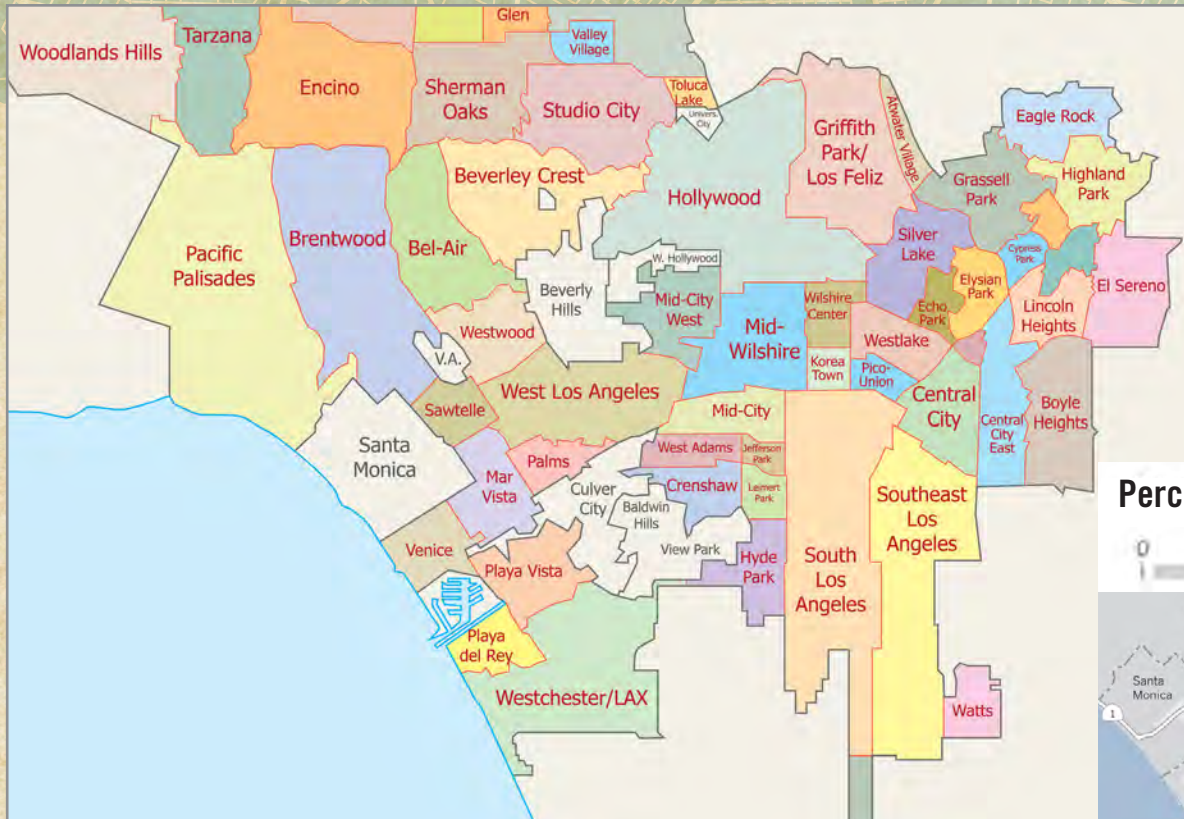 Woodlands Hills
Tarzana
Encino
Glen
Valley
Village
Sherman
Oaks
Studio City
Toluca
Lake
Univers.
City
Griffith
Park/
Los Feliz
Atwater Village
Eagle Rock
Highland
Park
Grassell
Park
Beverley Crest
Hollywood
Pacific
Palisades
Brentwood
Bel-Air
W. Hollywood
Beverly
Hills
Mid-City
West
Silver
Lake
Cypress
Park
Elysian
Park
Echo
Park
El Sereno
Lincoln
Heights
Westwood
V.A.
Mid-
Wilshire
Wilshire
Center
Westlake
Korea
Town
Pico-
Union
West Los Angeles
Sawtelle
Mid-City
Central
City
Central
City
East
Boyle
Heights
Santa
Monica
Mar
Vista
Palms
West Adams
Jefferson
Park
Culver
City
Crenshaw
Leimert
Park
Baldwin
Hills
View Park
Hyde
Park
Southeast
Los
Angeles
South
Los
Angeles
Venice
Playa Vista
Playa
del Rey
Westchester/LAX
Watts
Perc
0
Santa
Monica
1